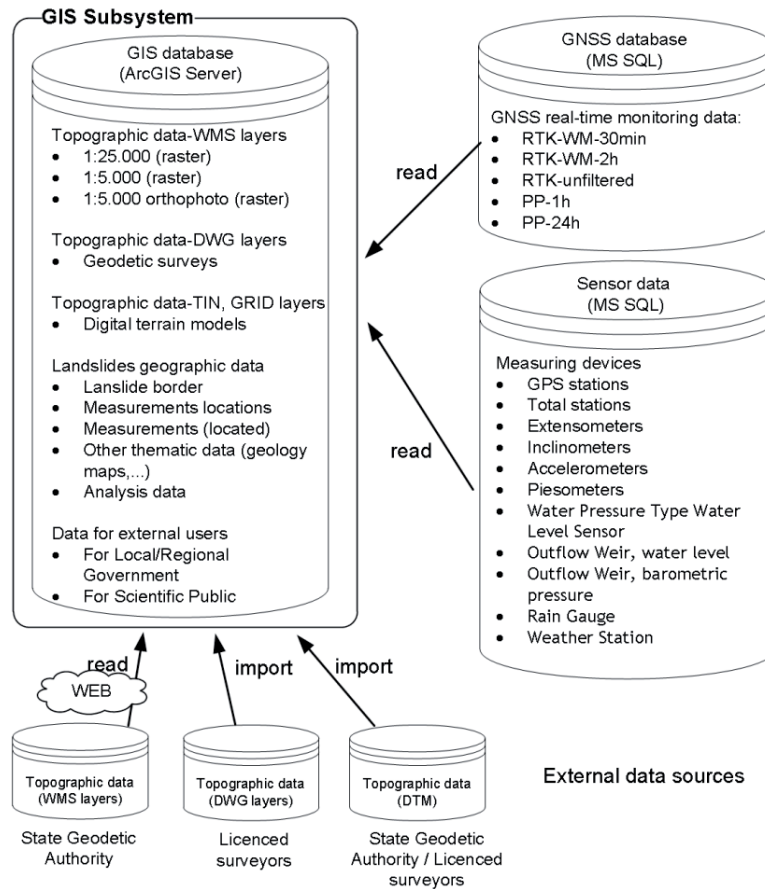 GIS Subsystem
GIS database
(ArcGIS Server)
Topographic data-WMS layers
• 1:25.000 (raster)
• 1:5.000 (raster)
• 1:5.000 orthophoto (raster)
Topographic data-DWG layers
• Geodetic surveys
Topographic data-TIN, GRID layers
• Digital terrain models
Landslides geographic data
• Lanslide border
• Measurements locations
• Measurements (located)
• Other thematic data (geology
maps,...)
• Analysis data
Data for external users
• For Local/Regional
Government
• For Scientific Public
GNSS database
(MS SQL)
GNSS real-time monitoring data:
• RTK-WM-30min
• RTK-WM-2h
• RTK-unfiltered
• PP-1h
• PP-24h
read
Sensor data
(MS SQL)
Measuring devices
• GPS stations
• Total stations
• Extensometers
• Inclinometers
• Accelerometers
• Piesometers
• Water Pressure Type Water
Level Sensor
• Outflow Weir, water level
• Outflow Weir, barometric
pressure
• Rain Gauge
• Weather Station
read
read
import
import
WEB
Topographic data
(WMS layers)
State Geodetic
Authority
Topographic data
(DWG layers)
Licenced
surveyors
Topographic data
(DTM)
State Geodetic
Authority / Licenced
surveyors
External data sources